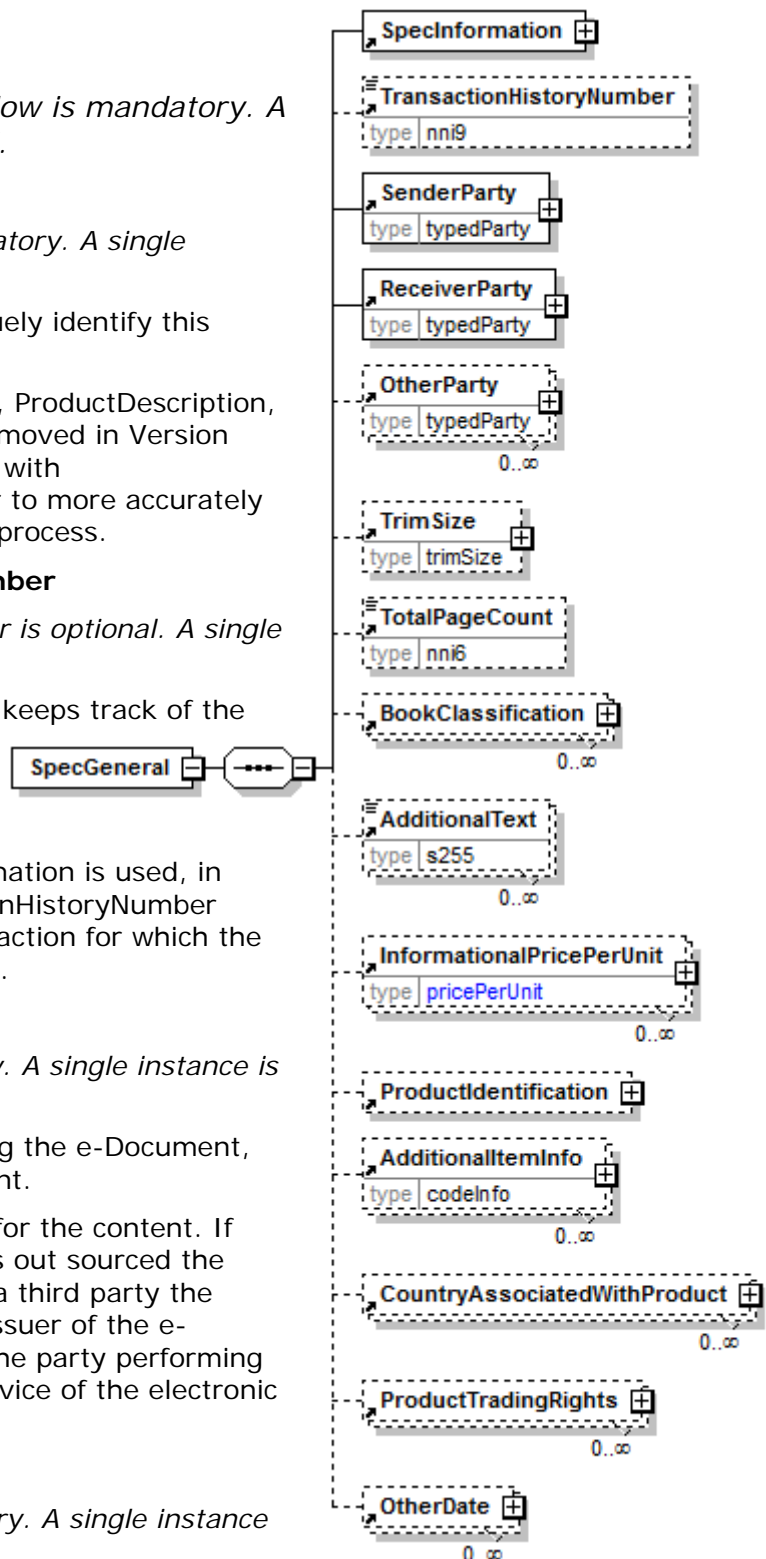 low is mandatory. A
.
atory. A single
uely identify this
, ProductDescription,
moved in Version
with
to more accurately
process.
nber
r is optional. A single
keeps track of the
nation is used, in
nHistoryNumber
action for which the
.
. A single instance is
g the e-Document,
nt.
for the content. If
s out sourced the
a third party the
ssuer of the e-
he party performing
vice of the electronic
ry. A single instance
SpecGeneral
SpecInformation
TransactionHistoryNumber
type nni9
SenderParty
type typedParty
ReceiverParty
type typedParty
OtherParty
type typedParty
0..∞
TrimSize
type trimSize
TotalPageCount
type nni6
BookClassification
0..∞
AdditionalText
type s255
0..∞
InformationalPricePerUnit
type pricePerUnit
0..∞
ProductIdentification
AdditionalItemInfo
type codeInfo
0..∞
CountryAssociatedWithProduct
0..∞
ProductTradingRights
0..∞
OtherDate
0..∞